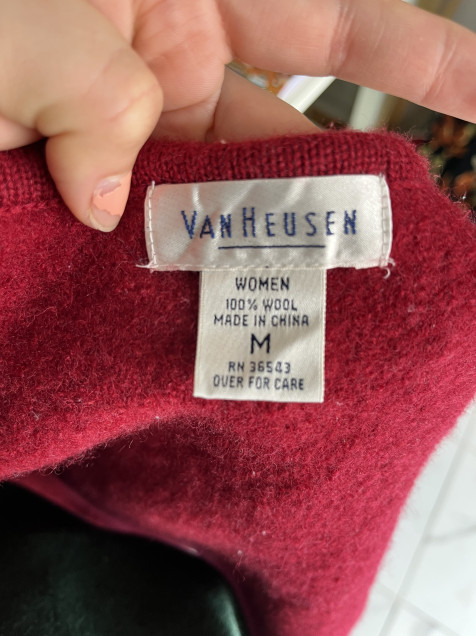 VAN HEUSEN
WOMEN
100% WOOL
MADE IN CHINA
M
RN 36543
OVER FOR CARE